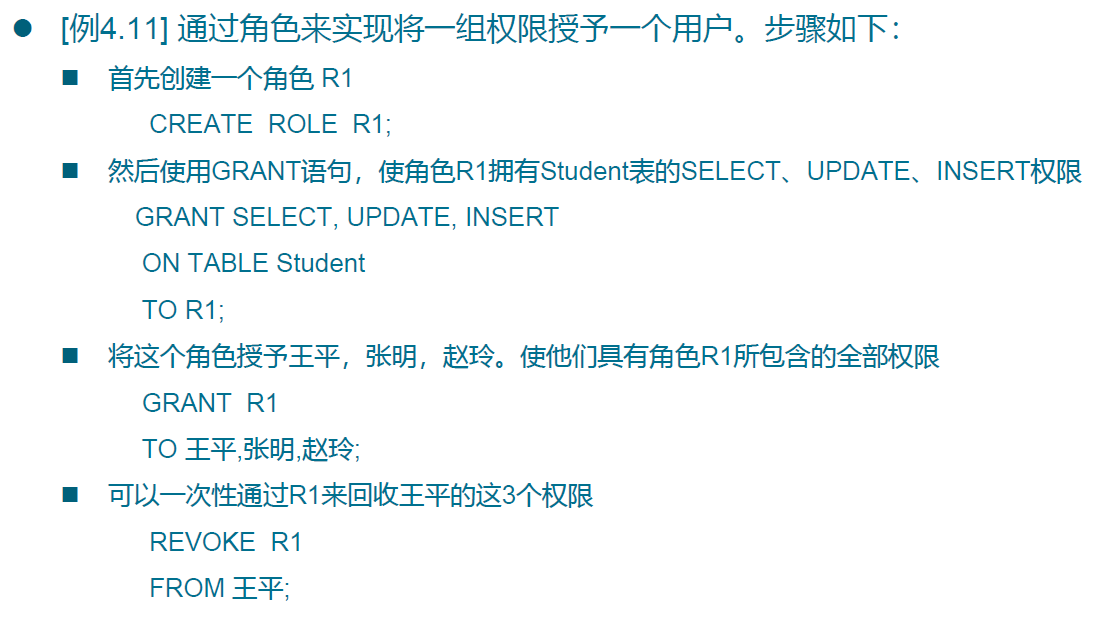 [例4.11] 通过角色来实现将一组权限授予一个用户。步骤如下：
首先创建一个角色 R1
CREATE ROLE R1;
然后使用GRANT语句，使角色R1拥有Student表的SELECT、UPDATE、INSERT权限
GRANT SELECT, UPDATE, INSERT
ON TABLE Student
TO R1;
将这个角色授予王平，张明，赵玲。使他们具有角色R1所包含的全部权限
GRANT R1
TO 王平,张明,赵玲;
可以一次性通过R1来回收王平的这3个权限
REVOKE R1
FROM 王平;